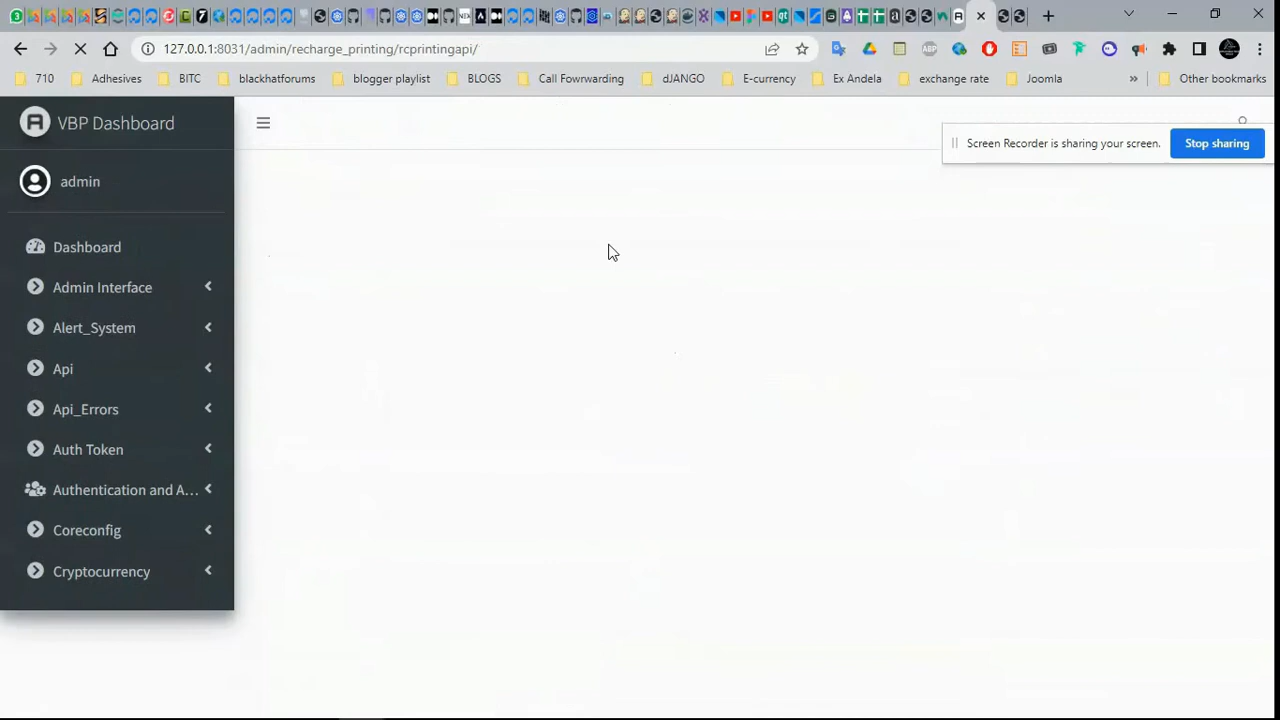 127.0.0.1:8031/admin/recharge_printing/rcprintingapi/
710
Adhesives
BITC
blackhatforums
blogger playlist
BLOGS
Call Fowrwarding
dJANGO
E-currency
Ex Andela
exchange rate
Joomla
»
Other bookmarks
VBP Dashboard
Screen Recorder is sharing your screen.
Stop sharing
admin
Dashboard
Admin Interface
Alert_System
Api
Api_Errors
Auth Token
Authentication and A...
Coreconfig
Cryptocurrency